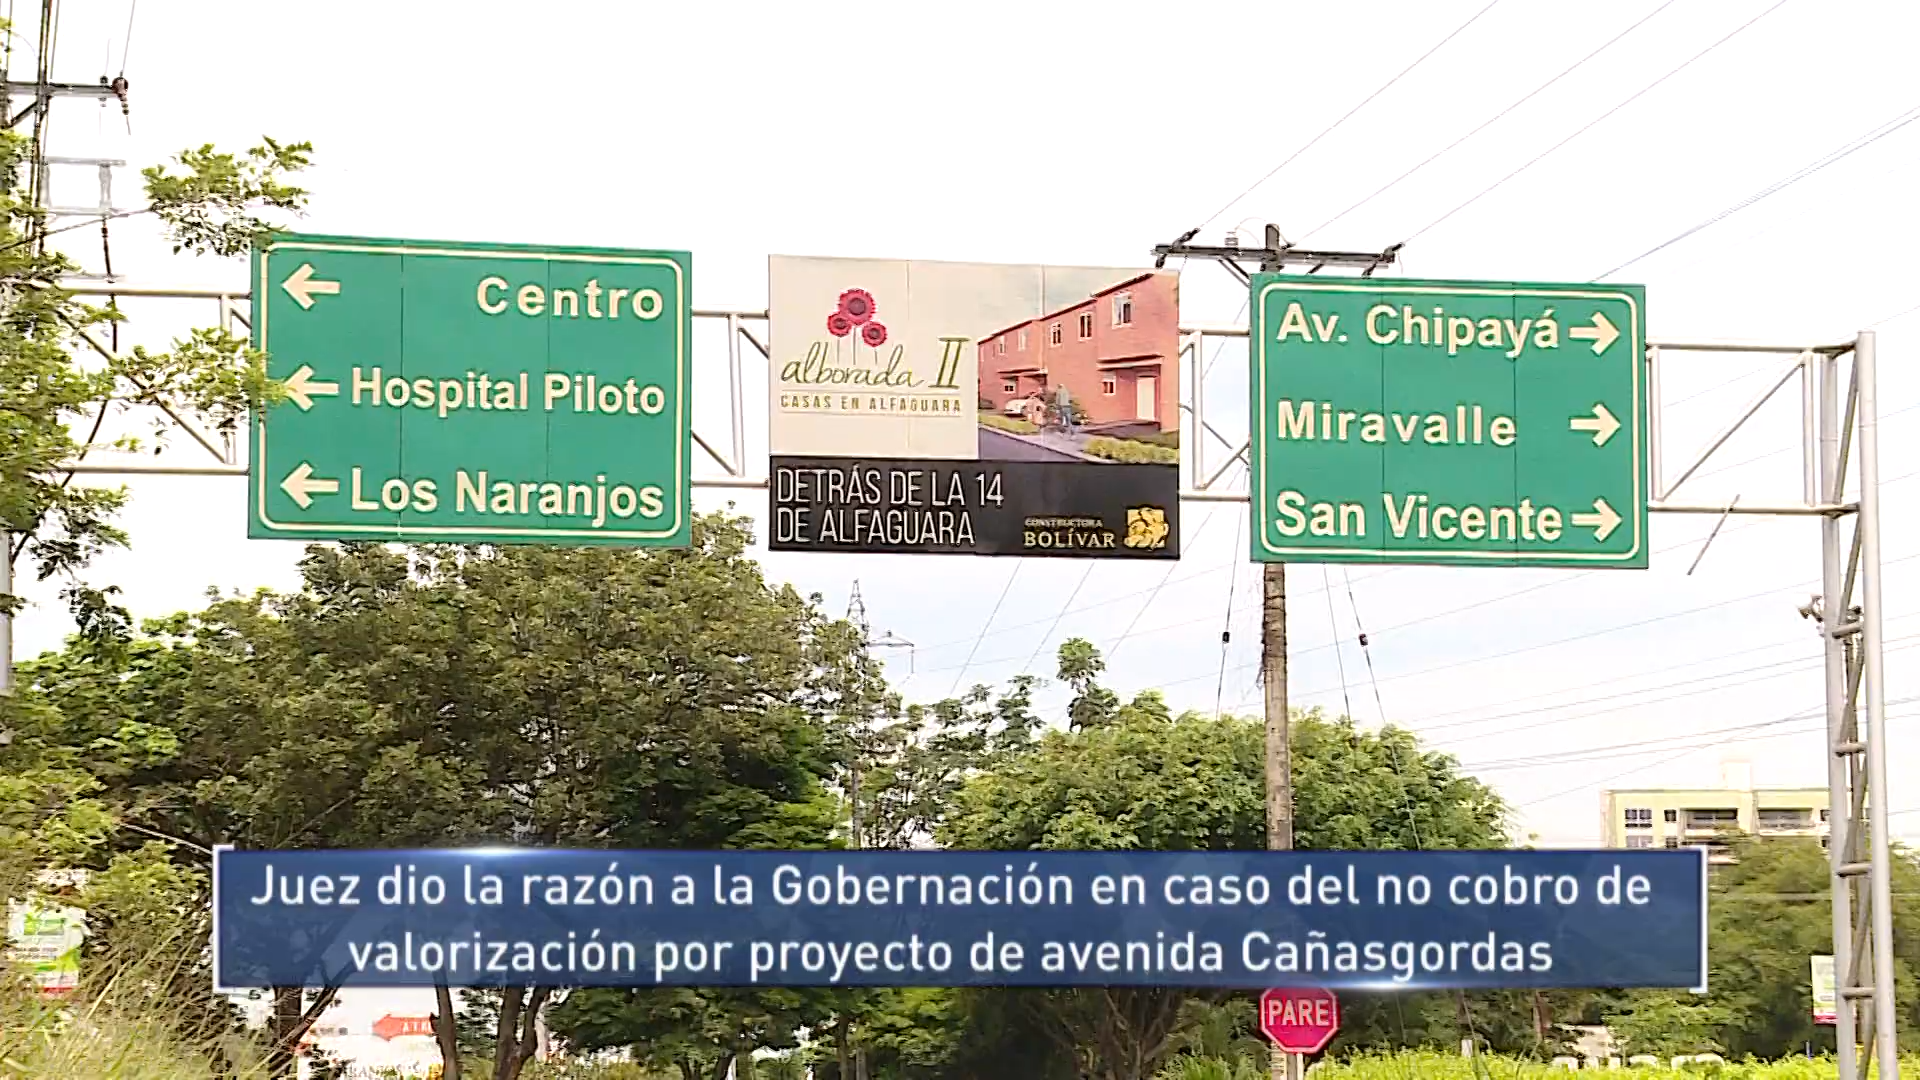 Centro
Hospital Piloto
Los Naranjos
alborada II
CASAS EN ALFAGUARA
DETRÁS DE LA 14
DE ALFAGUARA
CONSTRUCTORA
BOLÍVAR
Av. Chipayá
Miravalle
San Vicente
Juez dio la razón a la Gobernación en caso del no cobro de
valorización por proyecto de avenida Cañasgordas
PARE